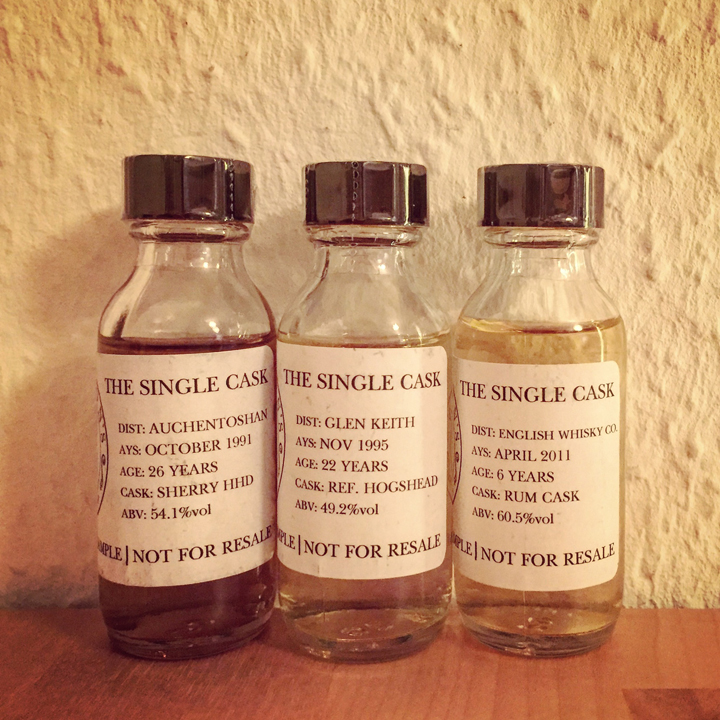 THE SINGLE CASK
DIST: AUCHENTOSHAN
AYS: OCTOBER 1991
AGE: 26 YEARS
CASK: SHERRY HHD
ABV: 54.1%vol
AMPLE | NOT FOR RESALE
THE SINGLE CASK
DIST: GLEN KEITH
AYS: NOV 1995
AGE: 22 YEARS
CASK: REF. HOGSHEAD
ABV: 49.2%vol
MPLE | NOT FOR RESALE
THE SINGLE CASK
DIST: ENGLISH WHISKY CO.
AYS: APRIL 2011
AGE: 6 YEARS
CASK: RUM CASK
ABV: 60.5%vol
MPLE | NOT FOR RESALE